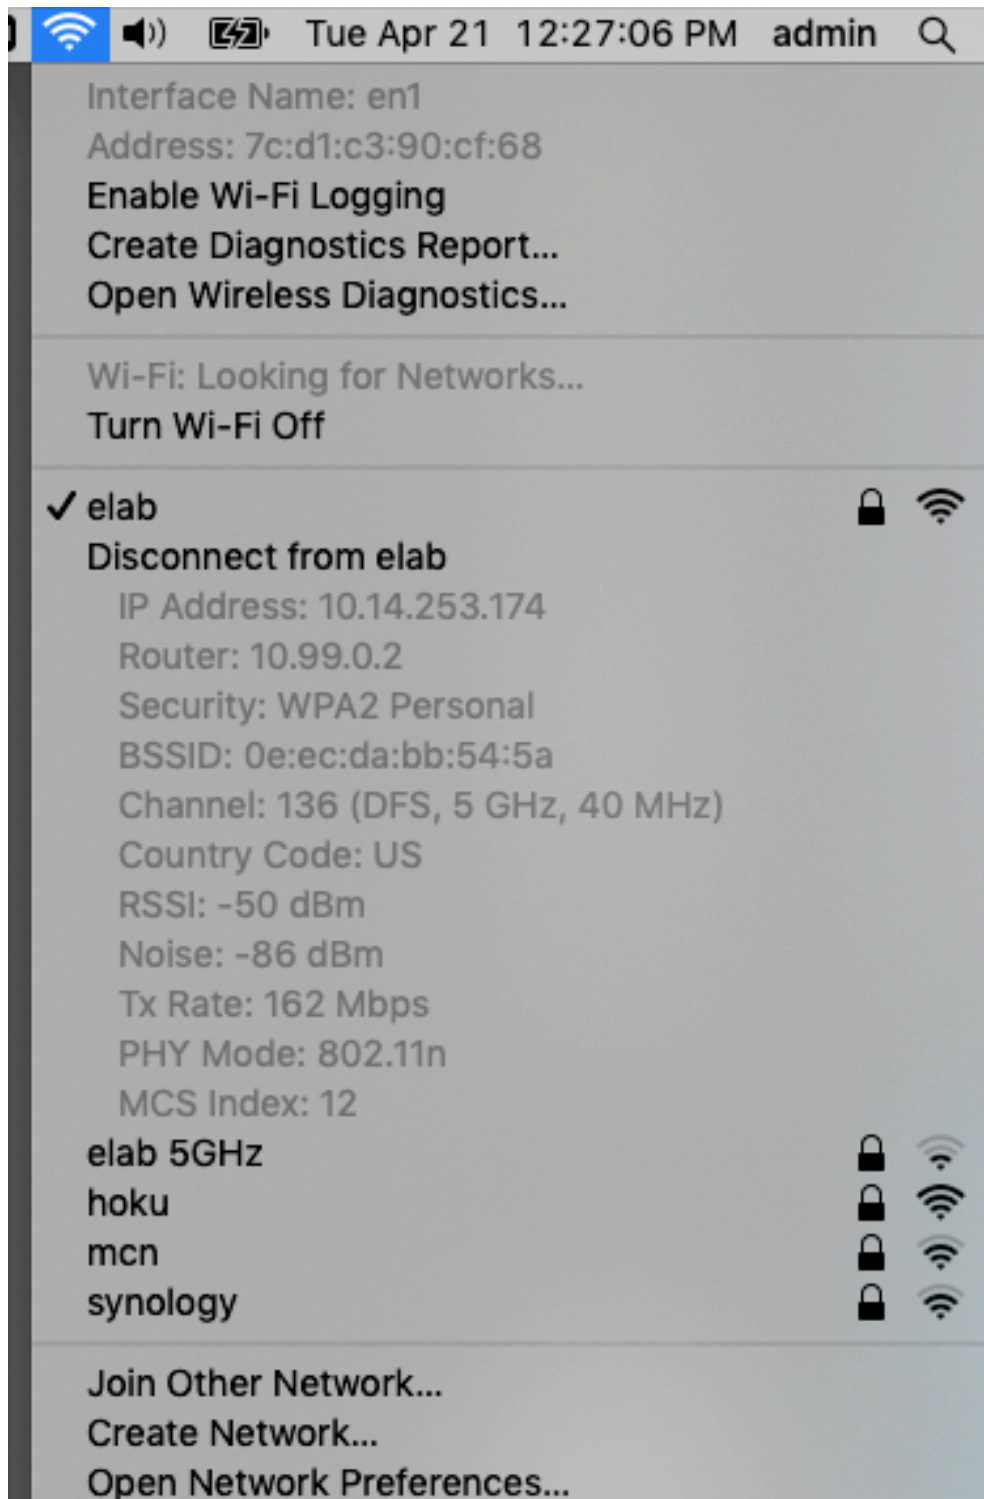 Tue Apr 21 12:27:06 PM admin
Interface Name: en1
Address: 7c:d1:c3:90:cf:68
Enable Wi-Fi Logging
Create Diagnostics Report...
Open Wireless Diagnostics...
Wi-Fi: Looking for Networks...
Turn Wi-Fi Off
✓ elab
Disconnect from elab
IP Address: 10.14.253.174
Router: 10.99.0.2
Security: WPA2 Personal
BSSID: 0e:ec:da:bb:54:5a
Channel: 136 (DFS, 5 GHz, 40 MHz)
Country Code: US
RSSI: -50 dBm
Noise: -86 dBm
Tx Rate: 162 Mbps
PHY Mode: 802.11n
MCS Index: 12
elab 5GHz
hoku
mcn
synology
Join Other Network...
Create Network...
Open Network Preferences...